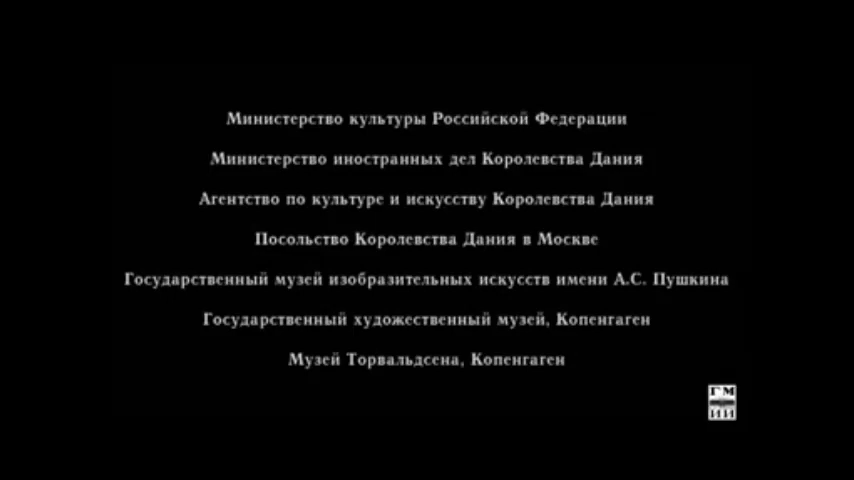 Министерство культуры Российской Федерации
Министерство иностранных дел Королевства Дания
Агентство по культуре и искусству Королевства Дания
Посольство Королевства Дания в Москве
Государственный музей изобразительных искусств имени А.С. Пушкина
Государственный художественный музей, Копенгаген
Музей Торвальдсена, Копенгаген
ГМ
ИИ